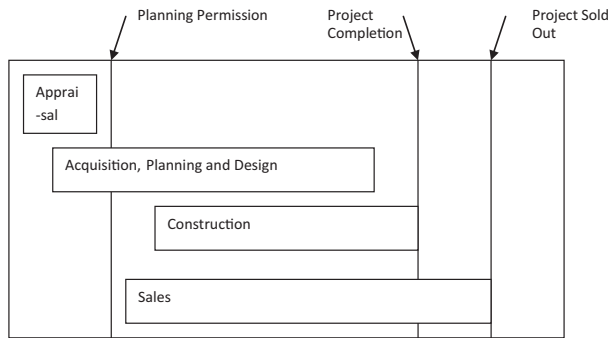 Planning Permission
Project
Completion
Project Sold
Out
Apprai
-sal
Acquisition, Planning and Design
Construction
Sales